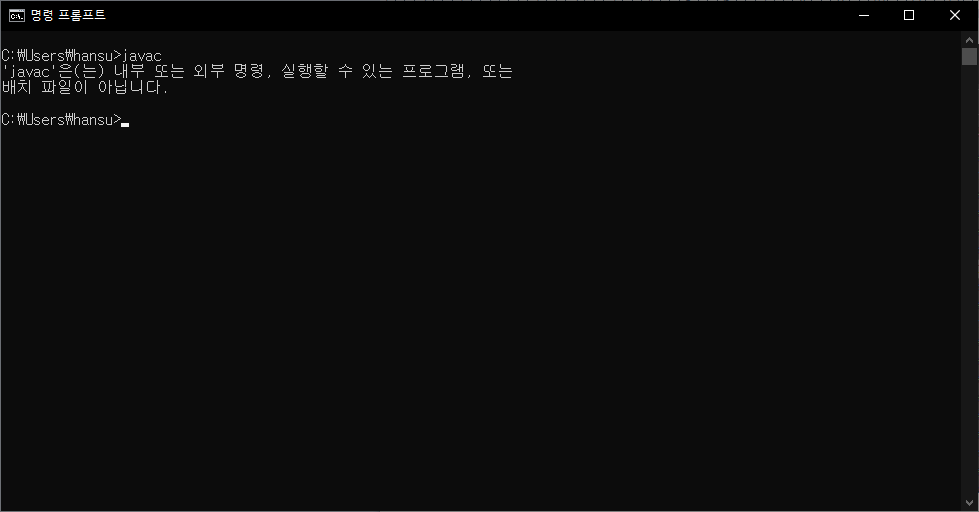 명령 프롬프트
C:₩Users₩hansu>javac
'javac'은(는) 내부 또는 외부 명령, 실행할 수 있는 프로그램, 또는
배치 파일이 아닙니다.
C:₩Users₩hansu>